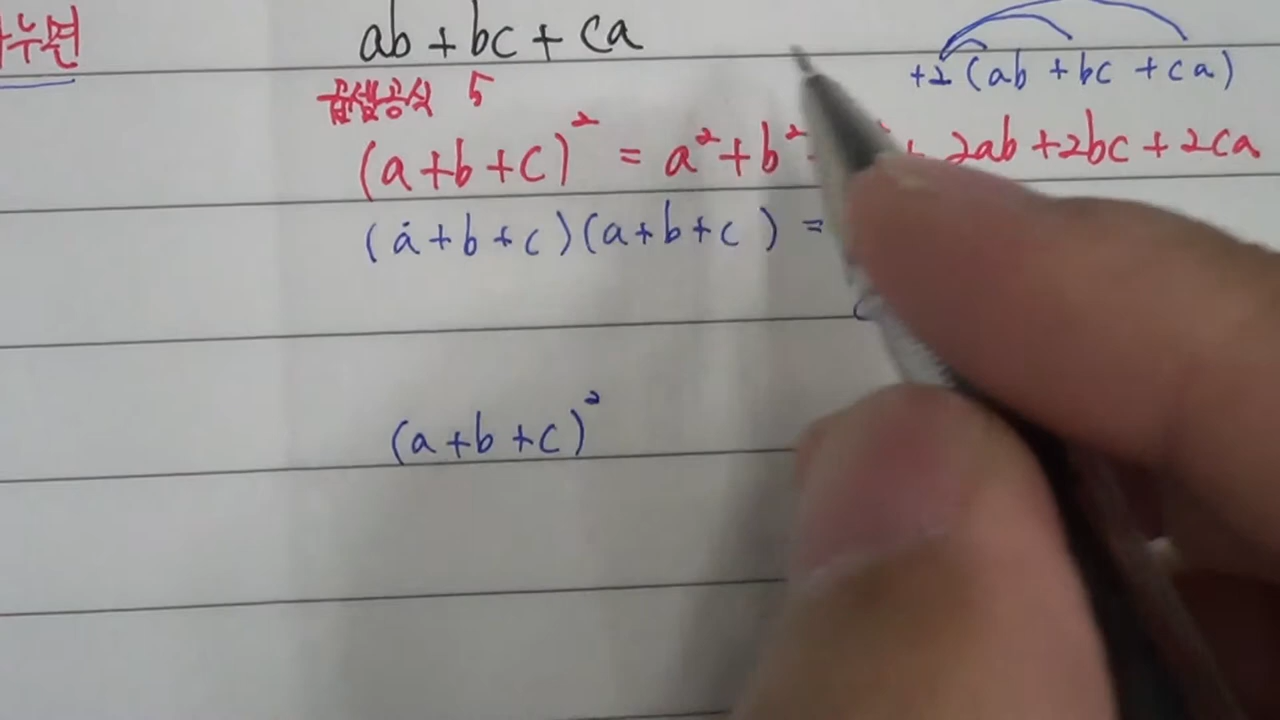 ab + bc + ca
+2 (ab + bc + ca)
곱셈공식 5
(a+b+c)² = a² + b² + 2ab + 2bc + 2ca
(a + b + c)(a + b + c) =
(a + b + c)²